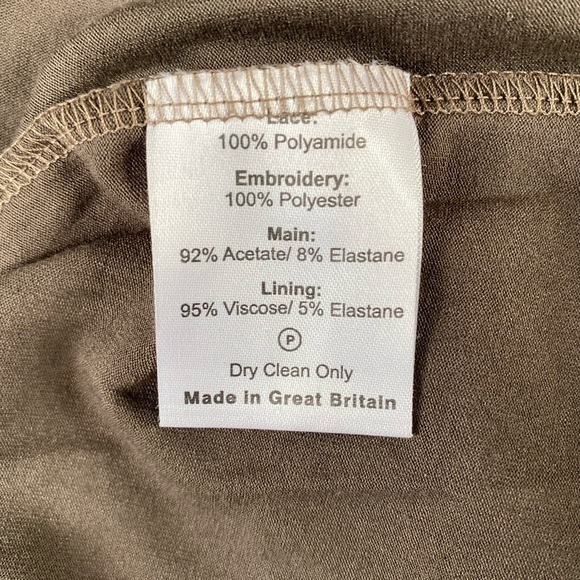 Lace:
100% Polyamide
Embroidery:
100% Polyester
Main:
92% Acetate/ 8% Elastane
Lining:
95% Viscose/ 5% Elastane
P
Dry Clean Only
Made in Great Britain